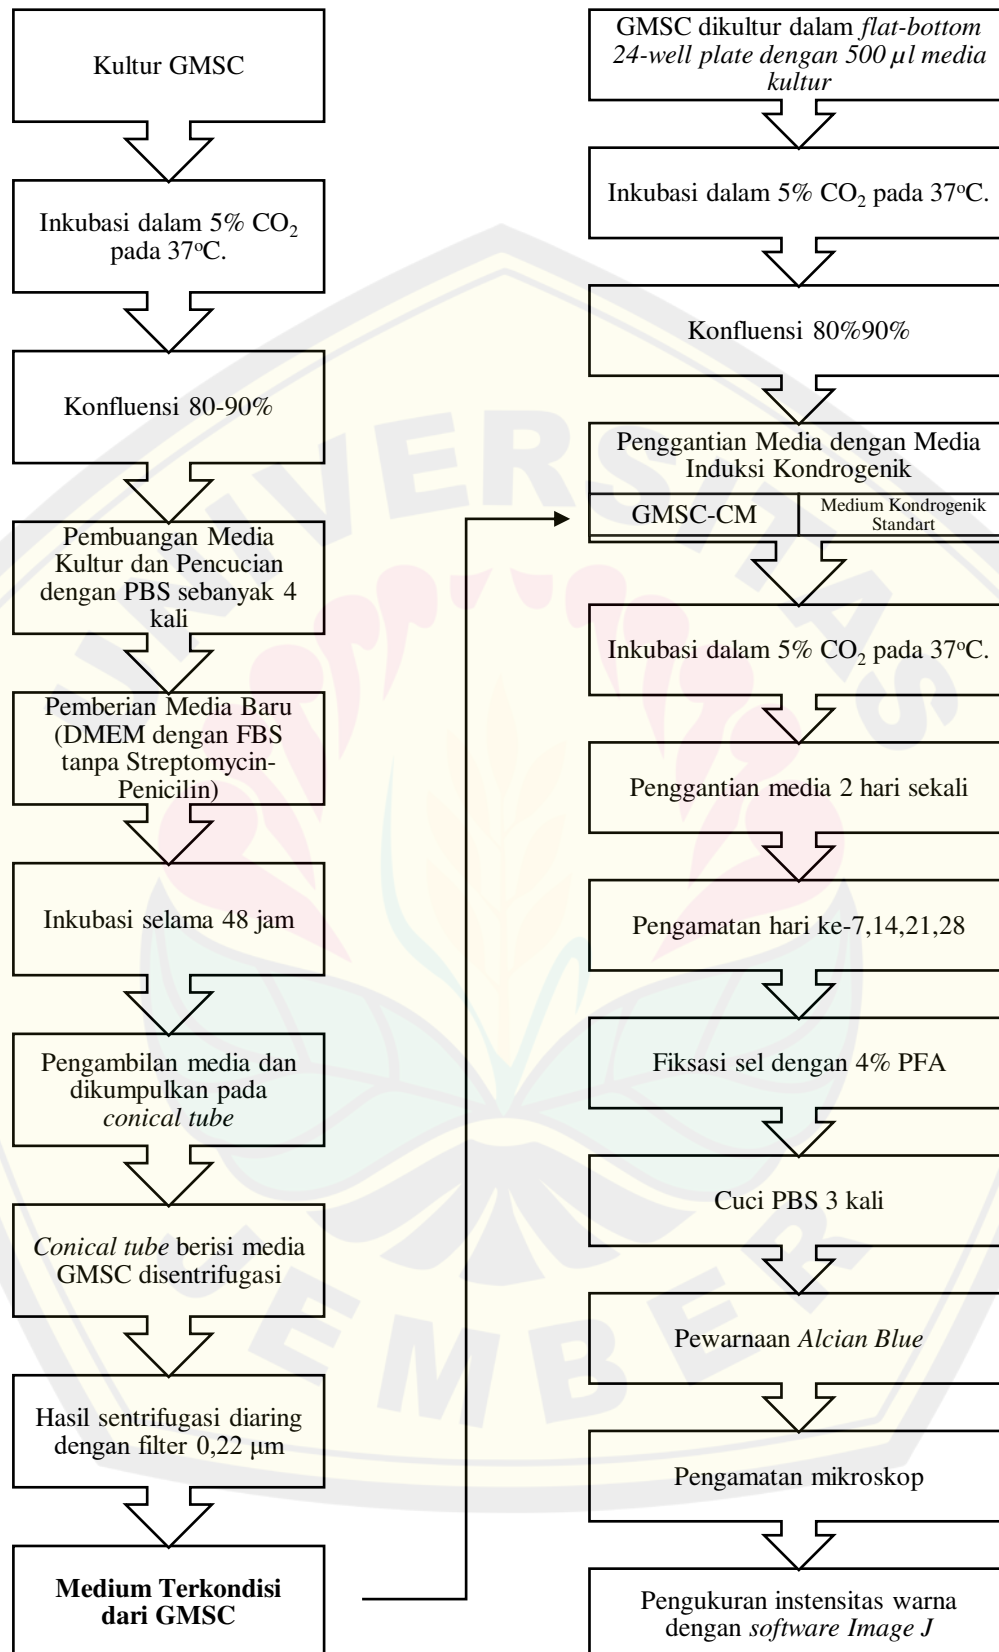 Kultur GMSC
Inkubasi dalam 5% CO₂
pada 37°C.
Konfluensi 80-90%
Pembuangan Media
Kultur dan Pencucian
dengan PBS sebanyak 4
kali
Pemberian Media Baru
(DMEM dengan FBS
tanpa Streptomycin-
Penicilin)
Inkubasi selama 48 jam
Pengambilan media dan
dikumpulkan pada
conical tube
Conical tube berisi media
GMSC disentrifugasi
Hasil sentrifugasi diaring
dengan filter 0,22 µm
Medium Terkondisi
dari GMSC
GMSC dikultur dalam flat-bottom
24-well plate dengan 500 µl media
kultur
Inkubasi dalam 5% CO₂ pada 37°C.
Konfluensi 80%90%
Penggantian Media dengan Media
Induksi Kondrogenik
GMSC-CM
Medium Kondrogenik
Standart
Inkubasi dalam 5% CO₂ pada 37°C.
Penggantian media 2 hari sekali
Pengamatan hari ke-7,14,21,28
Fiksasi sel dengan 4% PFA
Cuci PBS 3 kali
Pewarnaan Alcian Blue
Pengamatan mikroskop
Pengukuran instensitas warna
dengan software Image J
UNIVERSITAS
JEMBER